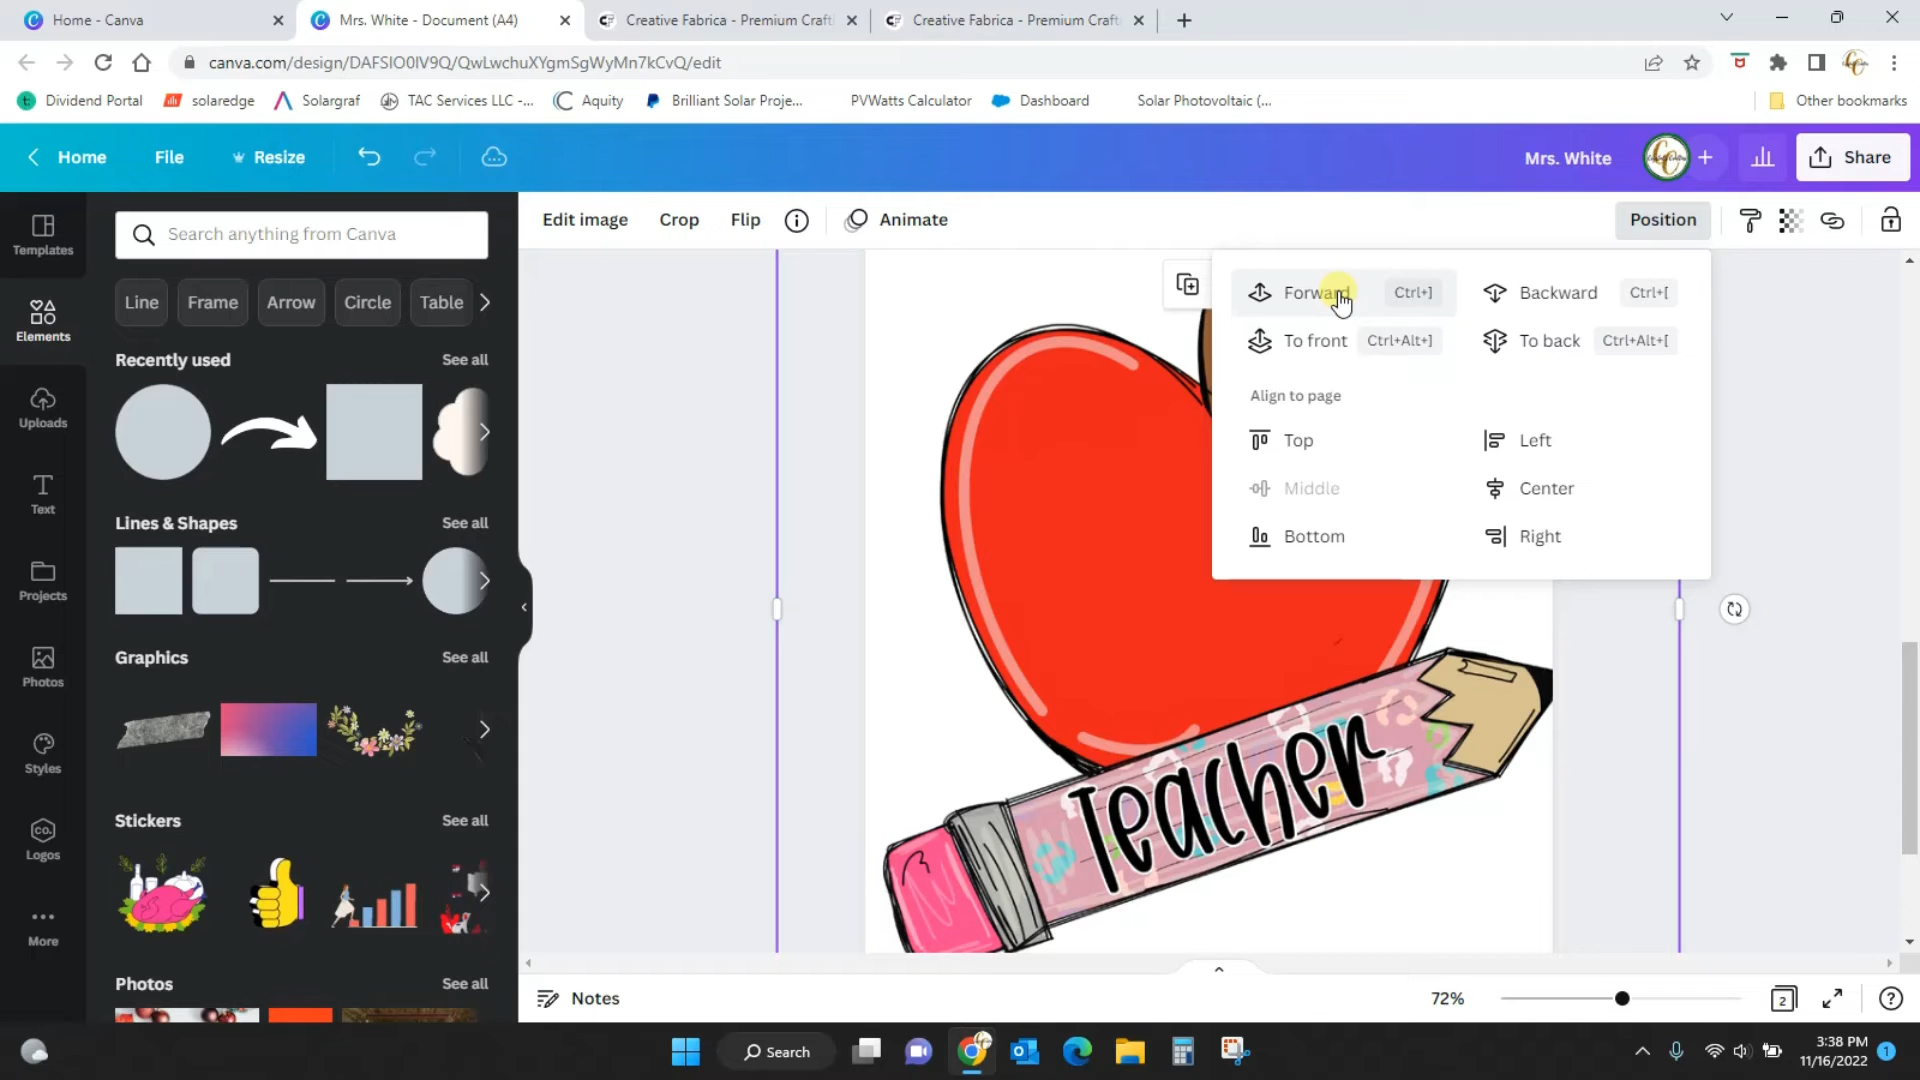 Home - Canva
Mrs. White - Document (A4)
Creative Fabrica - Premium Craft
Creative Fabrica - Premium Craft
canva.com/design/DAFSIO0IV9Q/QwLwchuXYgmSgWyMn7kCvQ/edit
Dividend Portal
solaredge
Solargraf
TAC Services LLC -...
Aquity
Brilliant Solar Proje...
PVWatts Calculator
Dashboard
Solar Photovoltaic (...
Other bookmarks
Home
File
Resize
Mrs. White
Share
Templates
Elements
Uploads
Text
Projects
Photos
Styles
Logos
More
Search anything from Canva
Line
Frame
Arrow
Circle
Table
Recently used
See all
Lines & Shapes
See all
Graphics
See all
Stickers
See all
Photos
See all
Edit image
Crop
Flip
Animate
Position
Forward
Ctrl+]
Backward
Ctrl+[
To front
Ctrl+Alt+]
To back
Ctrl+Alt+[
Align to page
Top
Left
Middle
Center
Bottom
Right
Teacher
Notes
72%
2
Search
3:38 PM
11/16/2022
1